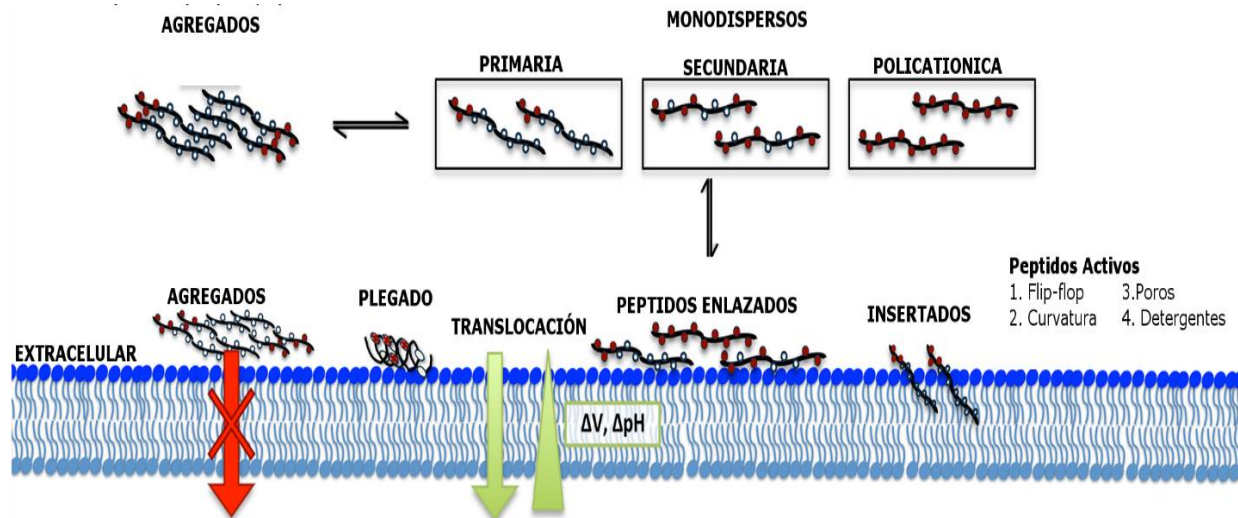 AGREGADOS
MONODISPERSOS
PRIMARIA
SECUNDARIA
POLICATIONICA
AGREGADOS
PLEGADO
TRANSLOCACIÓN
PEPTIDOS ENLAZADOS
INSERTADOS
Peptidos Activos
1. Flip-flop 3.Poros
2. Curvatura 4. Detergentes
EXTRACELULAR
ΔV, ΔpH